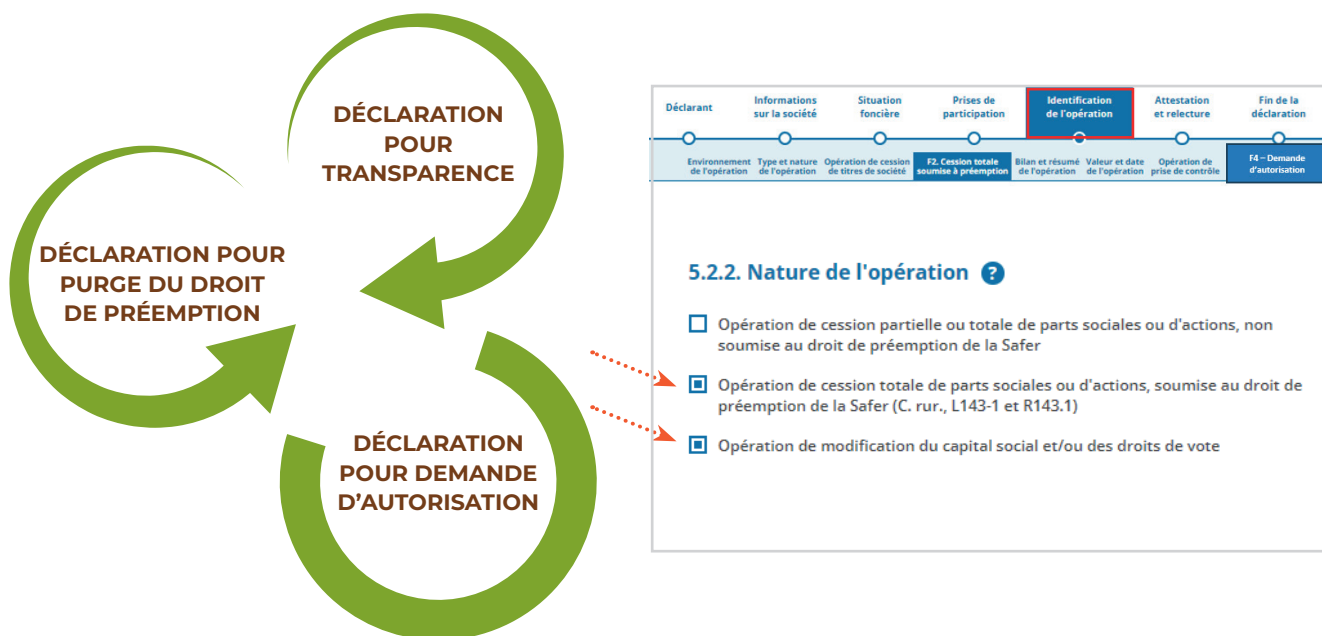 DÉCLARATION
POUR
TRANSPARENCE
DÉCLARATION POUR
PURGE DU DROIT
DE PRÉEMPTION
DÉCLARATION
POUR DEMANDE
D’AUTORISATION
Déclarant
Informations
sur la société
Situation
foncière
Prises de
participation
Identification
de l'opération
Attestation
et relecture
Fin de la
déclaration
Environnement
de l'opération
Type et nature
de l'opération
Opération de cession
de titres de société
F2. Cession totale
soumise à préemption
Bilan et résumé
de l'opération
Valeur et date
de l'opération
Opération de
prise de contrôle
F4 – Demande
d’autorisation
5.2.2. Nature de l'opération ?
Opération de cession partielle ou totale de parts sociales ou d'actions, non
soumise au droit de préemption de la Safer
Opération de cession totale de parts sociales ou d'actions, soumise au droit de
préemption de la Safer (C. rur., L143-1 et R143.1)
Opération de modification du capital social et/ou des droits de vote